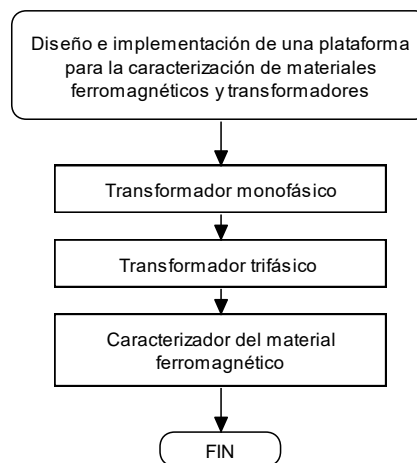 Diseño e implementación de una plataforma
para la caracterización de materiales
ferromagnéticos y transformadores
Transformador monofásico
Transformador trifásico
Caracterizador del material
ferromagnético
FIN